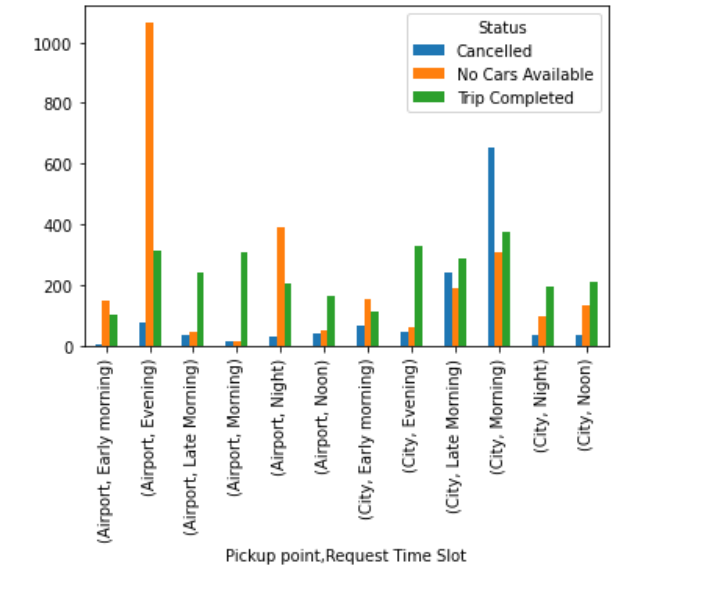 1000
800
600
400
200
0
Status
Cancelled
No Cars Available
Trip Completed
(Airport, Early morning)
(Airport, Evening)
(Airport, Late Morning)
(Airport, Morning)
(Airport, Night)
(Airport, Noon)
(City, Early morning)
(City, Evening)
(City, Late Morning)
(City, Morning)
(City, Night)
(City, Noon)
Pickup point,Request Time Slot